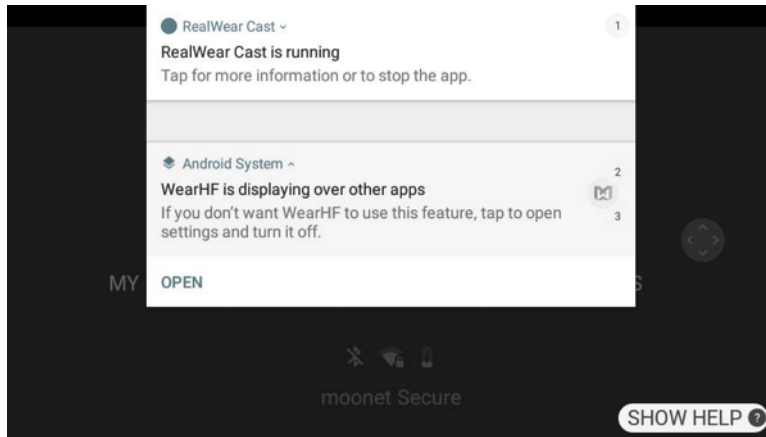 RealWear Cast
1
RealWear Cast is running
Tap for more information or to stop the app.
Android System
2
WearHF is displaying over other apps
3
If you don't want WearHF to use this feature, tap to open
settings and turn it off.
MY
OPEN
S
moonet Secure
SHOW HELP ?